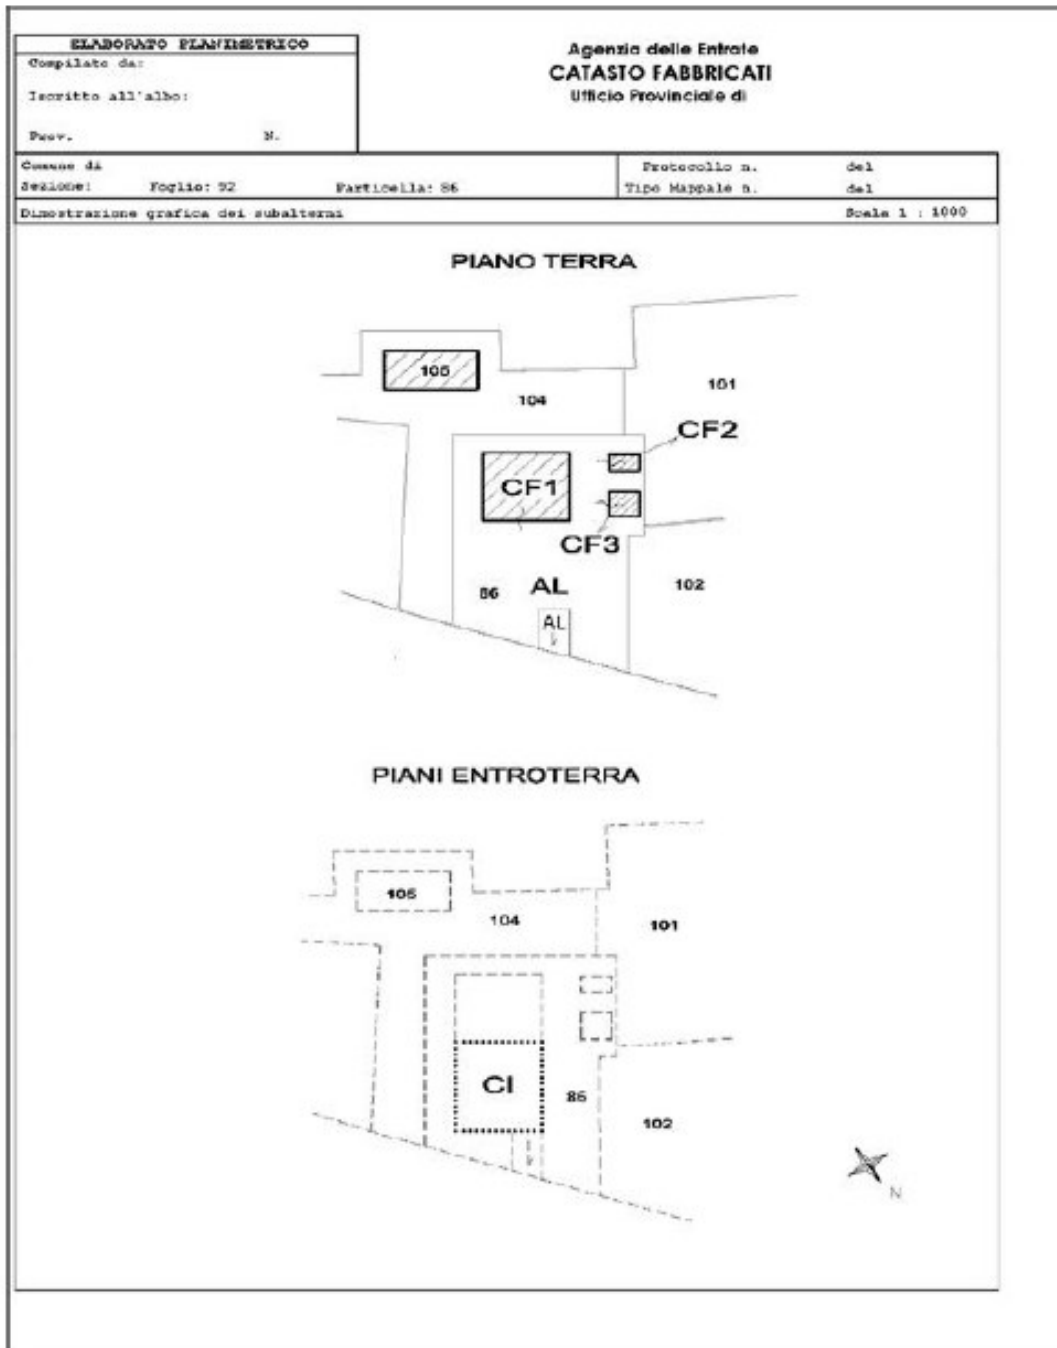 ELABORATO PLANIMETRICO
Compilato da:
Iscritto all'albo:
Prov. N.
Agenzia delle Entrate
CATASTO FABBRICATI
Ufficio Provinciale di
Comune di
Sezione: Foglio: 92 Particella: 86
Protocollo n. del
Tipo Mappale n. del
Dimostrazione grafica dei subalterni Scala 1 : 1000
PIANO TERRA
105
104
101
CF2
CF1
CF3
86
AL
102
AL
PIANI ENTROTERRA
105
104
101
CI
86
102
N